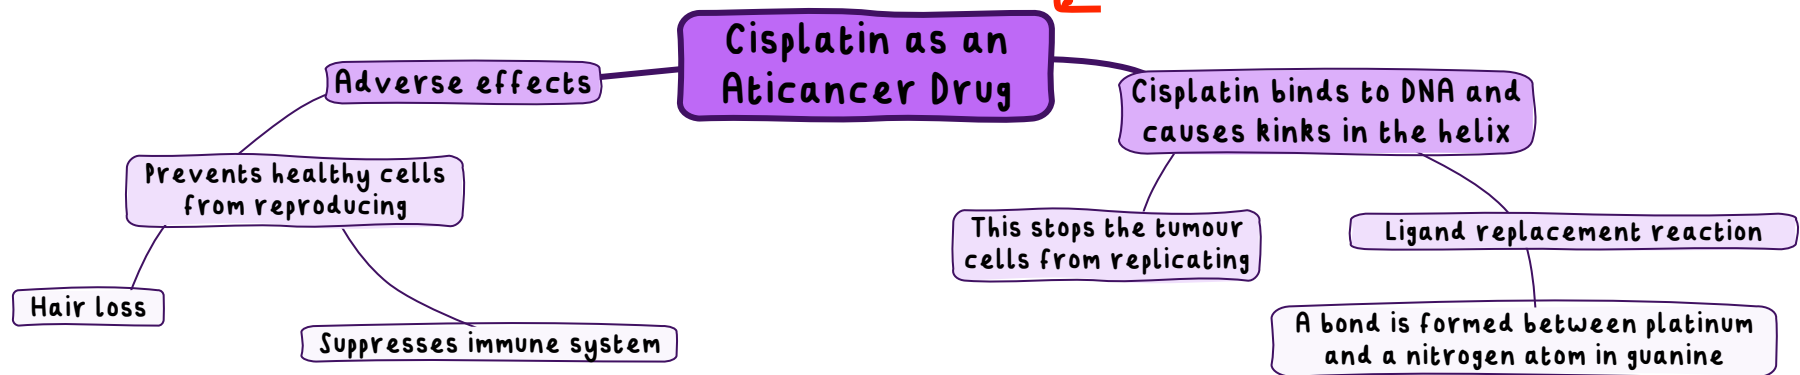 Cisplatin as an
Aticancer Drug
Adverse effects
Prevents healthy cells
from reproducing
Hair loss
Suppresses immune system
Cisplatin binds to DNA and
causes kinks in the helix
This stops the tumour
cells from replicating
Ligand replacement reaction
A bond is formed between platinum
and a nitrogen atom in guanine